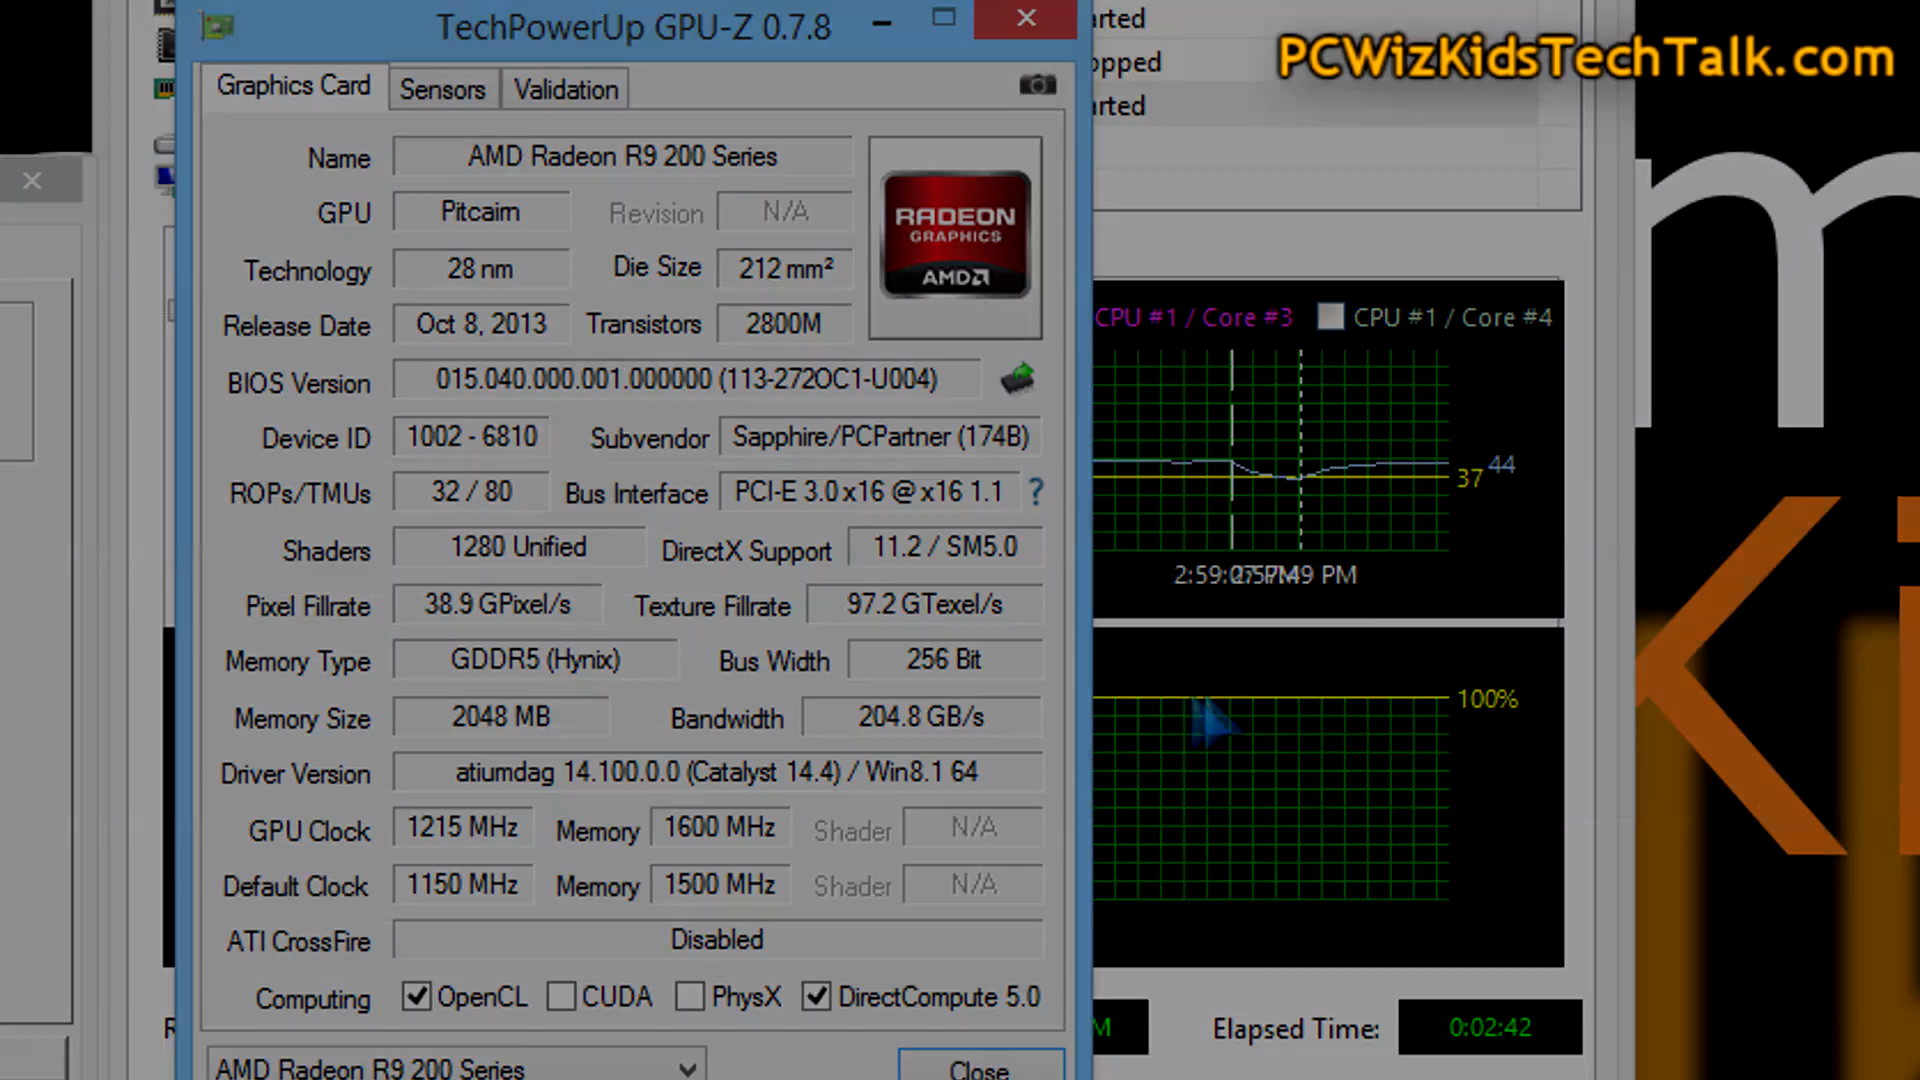 TechPowerUp GPU-Z 0.7.8
Graphics Card Sensors Validation
Name AMD Radeon R9 200 Series
GPU Pitcairn Revision N/A
Technology 28 nm Die Size 212 mm²
Release Date Oct 8, 2013 Transistors 2800M
BIOS Version 015.040.000.001.000000 (113-272OC1-U004)
Device ID 1002 - 6810 Subvendor Sapphire/PCPartner (174B)
ROPs/TMUs 32 / 80 Bus Interface PCI-E 3.0 x16 @ x16 1.1 ?
Shaders 1280 Unified DirectX Support 11.2 / SM5.0
Pixel Fillrate 38.9 GPixel/s Texture Fillrate 97.2 GTexel/s
Memory Type GDDR5 (Hynix) Bus Width 256 Bit
Memory Size 2048 MB Bandwidth 204.8 GB/s
Driver Version atiumdag 14.100.0.0 (Catalyst 14.4) / Win8.1 64
GPU Clock 1215 MHz Memory 1600 MHz Shader N/A
Default Clock 1150 MHz Memory 1500 MHz Shader N/A
ATI CrossFire Disabled
Computing OpenCL CUDA PhysX DirectCompute 5.0
AMD Radeon R9 200 Series Close
RADEON
GRAPHICS
AMD
arted
opped
arted
PCWizKidsTechTalk.com
CPU #1 / Core #3 CPU #1 / Core #4
37 44
2:59:07 PM
100%
M Elapsed Time: 0:02:42
m
Ki